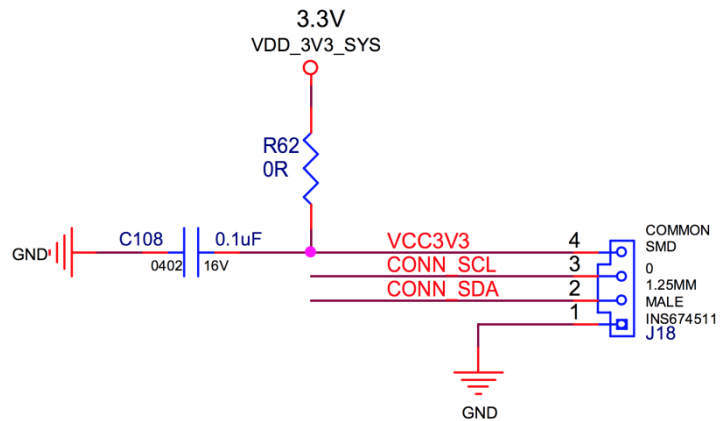 3.3V
VDD_3V3_SYS
R62
0R
C108
0.1uF
GND
0402
16V
VCC3V3
CONN_SCL
CONN_SDA
4
3
2
1
COMMON
SMD
0
1.25MM
MALE
INS674511
J18
GND